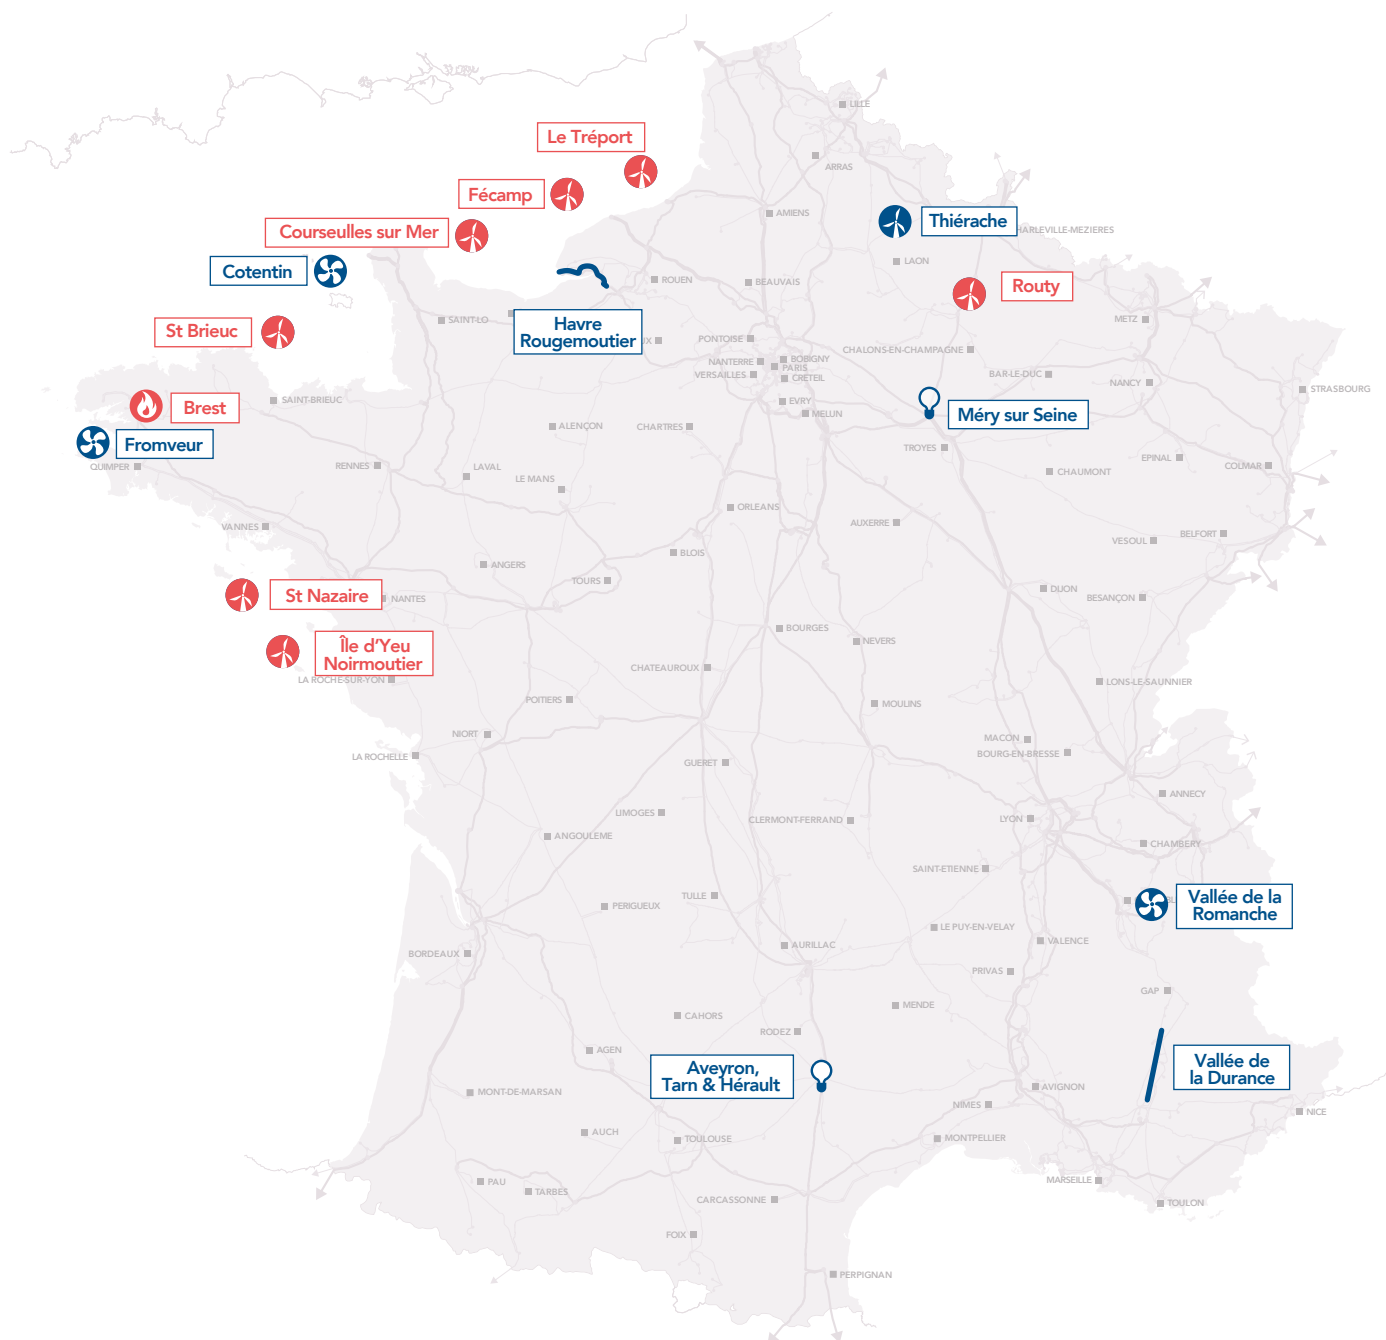 LILLE
Le Tréport
ARRAS
Fécamp
AMIENS
Thiérache
Courseulles sur Mer
HARLEVILLE-MEZIERES
LAON
Cotentin
ROUEN
BEAUVAIS
Routy
SAINT-LO
Havre
Rougemoutier
METZ
St Brieuc
IX
PONTOISE
CHALONS-EN-CHAMPAGNE
NANTERRE
BOBIGNY
PARIS
VERSAILLES
CRÉTEIL
BAR-LE-DUC
NANCY
STRASBOURG
SAINT-BRIEUC
Brest
EVRY
MELUN
Méry sur Seine
Fromveur
ALENÇON
CHARTRES
TROYES
QUIMPER
RENNES
LAVAL
LE MANS
EPINAL
COLMAR
CHAUMONT
ORLEANS
AUXERRE
VANNES
VESOUL
BELFORT
BLOIS
ANGERS
TOURS
DIJON
BESANÇON
St Nazaire
NANTES
BOURGES
NEVERS
Île d'Yeu
Noirmoutier
CHATEAUROUX
LA ROCHE-SUR-YON
LONS-LE-SAUNNIER
POITIERS
MOULINS
NIORT
MACON
BOURG-EN-BRESSE
LA ROCHELLE
GUERET
ANNECY
LIMOGES
CLERMONT-FERRAND
LYON
ANGOULEME
CHAMBERY
SAINT-ETIENNE
TULLE
PERIGUEUX
Vallée de la
Romanche
LE PUY-EN-VELAY
AURILLAC
VALENCE
BORDEAUX
PRIVAS
GAP
MENDE
CAHORS
RODEZ
AGEN
Aveyron,
Tarn & Hérault
Vallée de
la Durance
MONT-DE-MARSAN
AVIGNON
NIMES
NICE
AUCH
TOULOUSE
MONTPELLIER
MARSEILLE
PAU
TARBES
CARCASSONNE
TOULON
FOIX
PERPIGNAN